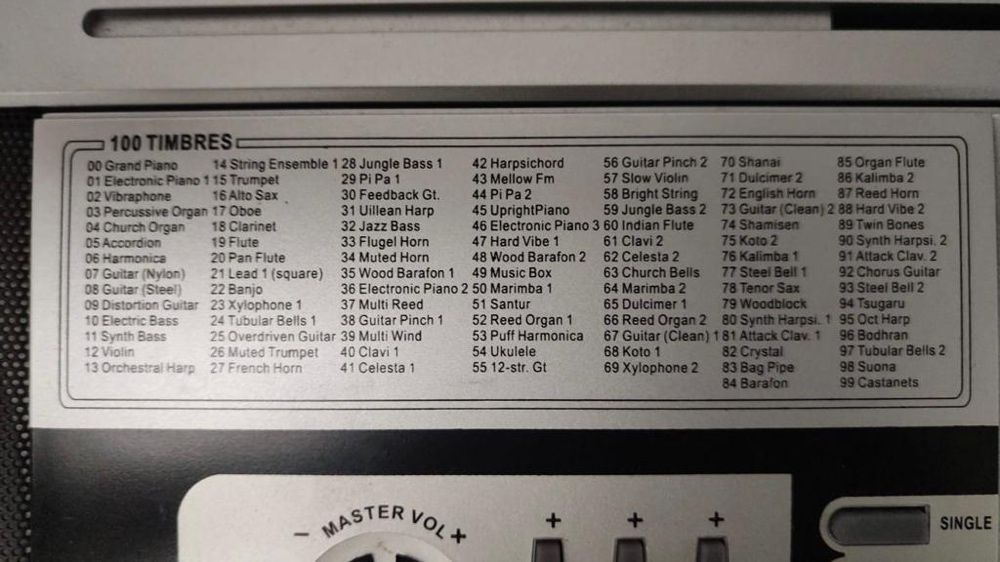 100 TIMBRES
00 Grand Piano
01 Electronic Piano 1
02 Vibraphone
03 Percussive Organ
04 Church Organ
05 Accordion
06 Harmonica
07 Guitar (Nylon)
08 Guitar (Steel)
09 Distortion Guitar
10 Electric Bass
11 Synth Bass
12 Violin
13 Orchestral Harp
14 String Ensemble 1
15 Trumpet
16 Alto Sax
17 Oboe
18 Clarinet
19 Flute
20 Pan Flute
21 Lead 1 (square)
22 Banjo
23 Xylophone 1
24 Tubular Bells 1
25 Overdriven Guitar
26 Muted Trumpet
27 French Horn
28 Jungle Bass 1
29 Pi Pa 1
30 Feedback Gt.
31 Uillean Harp
32 Jazz Bass
33 Flugel Horn
34 Muted Horn
35 Wood Barafon 1
36 Electronic Piano 2
37 Multi Reed
38 Guitar Pinch 1
39 Multi Wind
40 Clavi 1
41 Celesta 1
42 Harpsichord
43 Mellow Fm
44 Pi Pa 2
45 UprightPiano
46 Electronic Piano 3
47 Hard Vibe 1
48 Wood Barafon 2
49 Music Box
50 Marimba 1
51 Santur
52 Reed Organ 1
53 Puff Harmonica
54 Ukulele
55 12-str. Gt
56 Guitar Pinch 2
57 Slow Violin
58 Bright String
59 Jungle Bass 2
60 Indian Flute
61 Clavi 2
62 Celesta 2
63 Church Bells
64 Marimba 2
65 Dulcimer 1
66 Reed Organ 2
67 Guitar (Clean) 1
68 Koto 1
69 Xylophone 2
70 Shanai
71 Dulcimer 2
72 English Horn
73 Guitar (Clean) 2
74 Shamisen
75 Koto 2
76 Kalimba 1
77 Steel Bell 1
78 Tenor Sax
79 Woodblock
80 Synth Harpsi. 1
81 Attack Clav. 1
82 Crystal
83 Bag Pipe
84 Barafon
85 Organ Flute
86 Kalimba 2
87 Reed Horn
88 Hard Vibe 2
89 Twin Bones
90 Synth Harpsi. 2
91 Attack Clav. 2
92 Chorus Guitar
93 Steel Bell 2
94 Tsugaru
95 Oct Harp
96 Bodhran
97 Tubular Bells 2
98 Suona
99 Castanets
− MASTER VOL +
+ + +
SINGLE